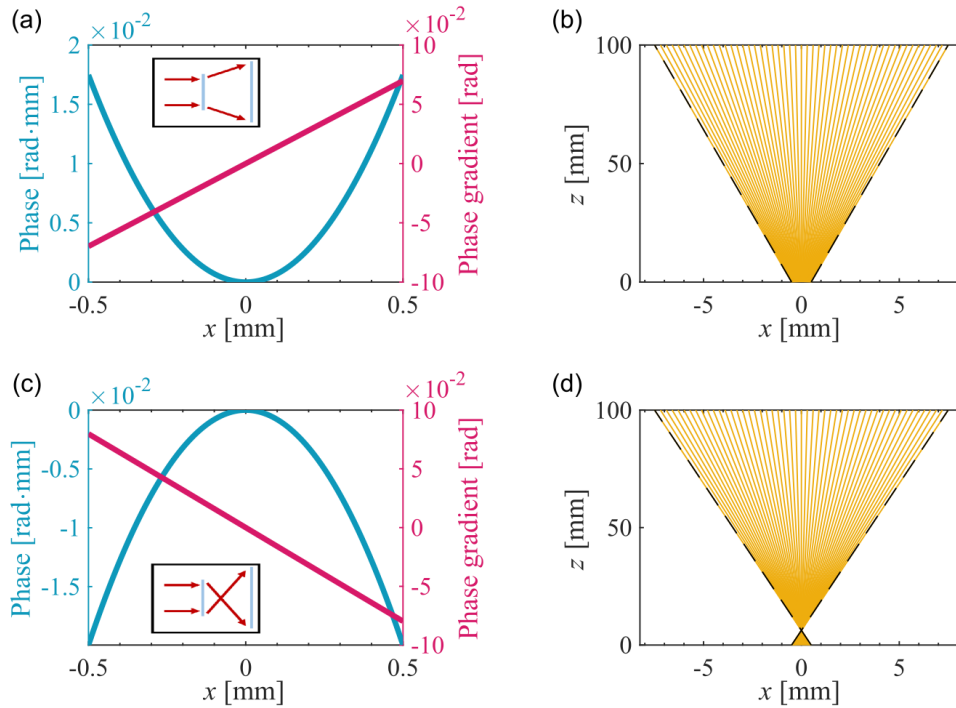 (a)
×10⁻²
×10⁻²
2
1.5
1
0.5
0
Phase [rad·mm]
10
5
0
-5
-10
Phase gradient [rad]
-0.5
0
0.5
x [mm]
(b)
100
50
0
z [mm]
-5
0
5
x [mm]
(c)
×10⁻²
×10⁻²
0
-0.5
-1
-1.5
Phase [rad·mm]
10
5
0
-5
-10
Phase gradient [rad]
-0.5
0
0.5
x [mm]
(d)
100
50
0
z [mm]
-5
0
5
x [mm]